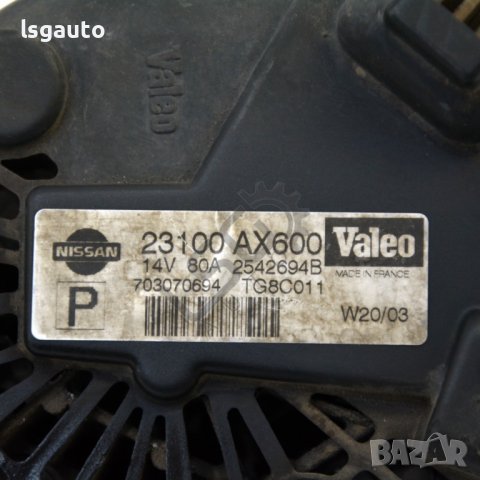 lsgauto
Valeo
NISSAN
23100 AX600
Valeo
14V 80A 2542694B
MADE IN FRANCE
703070694 TG8C011
P
W20/03
BAZAR